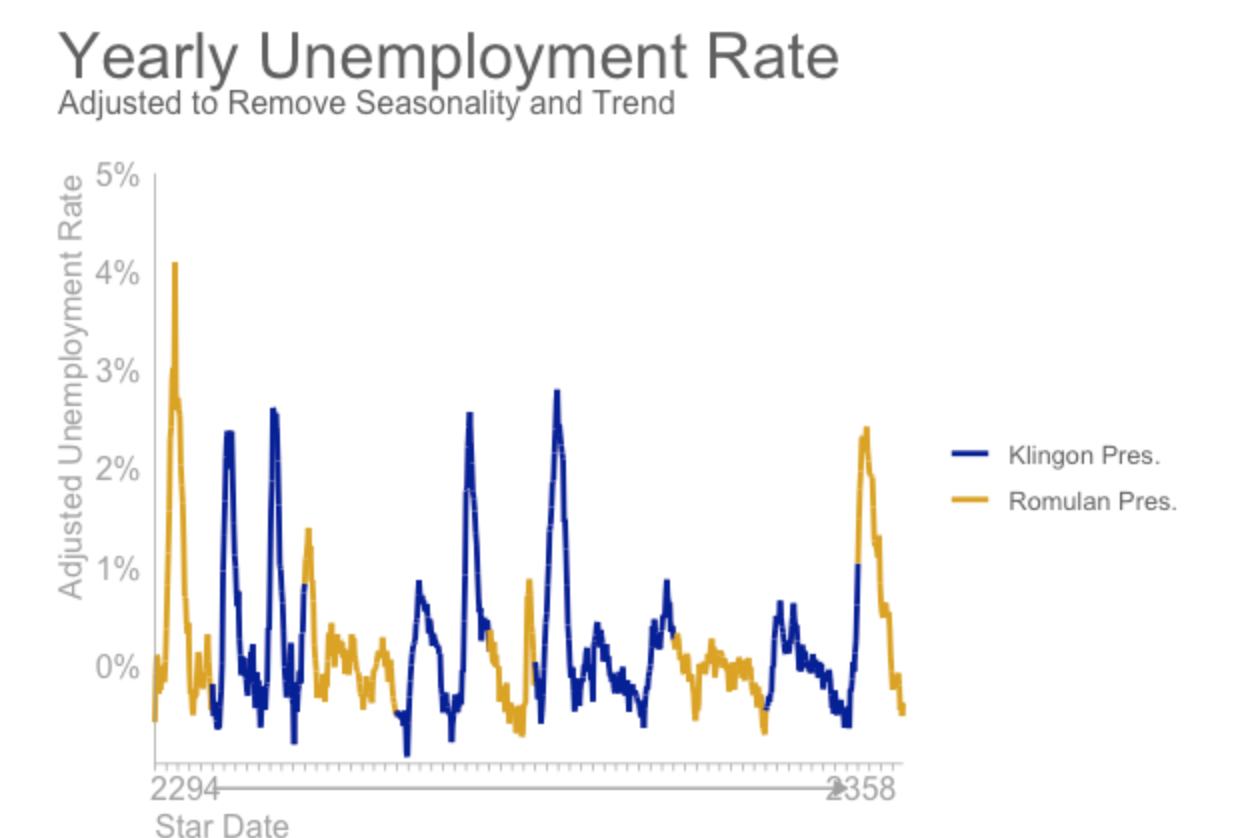 Yearly Unemployment Rate
Adjusted to Remove Seasonality and Trend
Adjusted Unemployment Rate
5%
4%
3%
2%
1%
0%
Klingon Pres.
Romulan Pres.
2294
2358
Star Date